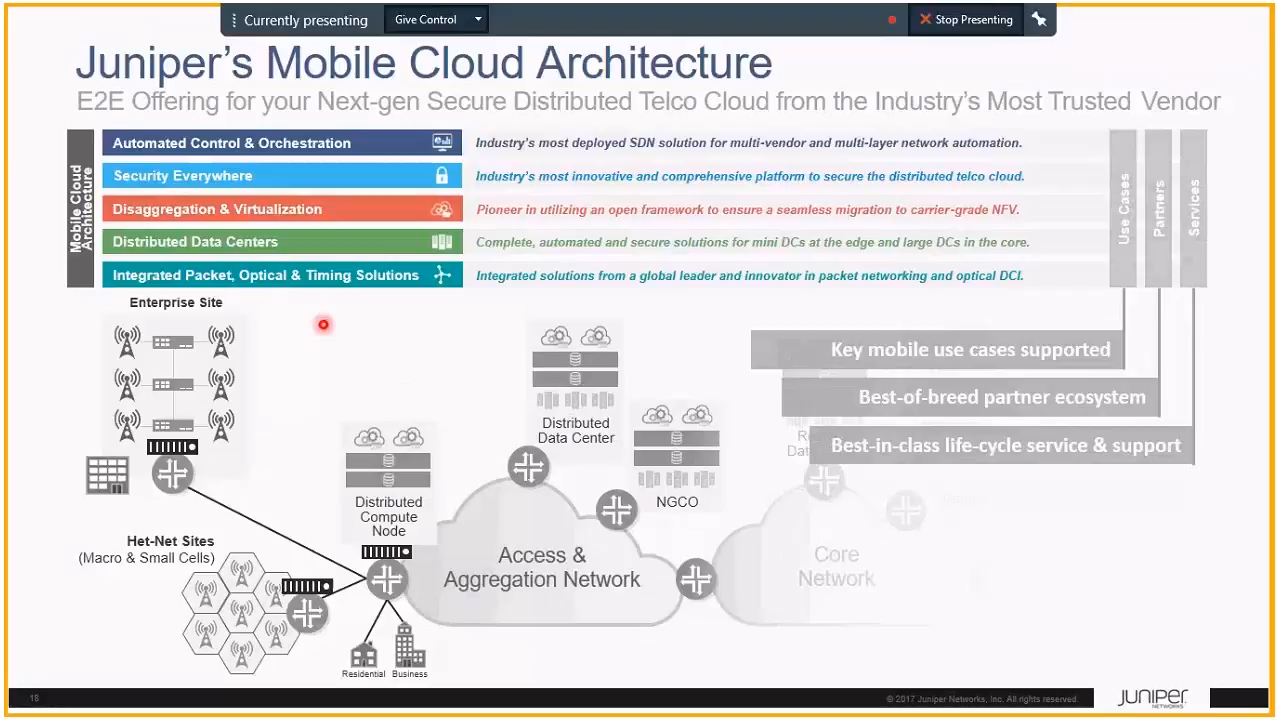 Currently presenting
Give Control
Stop Presenting
Juniper’s Mobile Cloud Architecture
E2E Offering for your Next-gen Secure Distributed Telco Cloud from the Industry’s Most Trusted Vendor
Mobile Cloud
Architecture
Automated Control & Orchestration
Industry’s most deployed SDN solution for multi-vendor and multi-layer network automation.
Security Everywhere
Industry’s most innovative and comprehensive platform to secure the distributed telco cloud.
Disaggregation & Virtualization
Pioneer in utilizing an open framework to ensure a seamless migration to carrier-grade NFV.
Distributed Data Centers
Complete, automated and secure solutions for mini DCs at the edge and large DCs in the core.
Integrated Packet, Optical & Timing Solutions
Integrated solutions from a global leader and innovator in packet networking and optical DCI.
Use Cases
Partners
Services
Enterprise Site
Key mobile use cases supported
Best-of-breed partner ecosystem
Best-in-class life-cycle service & support
Distributed
Data Center
NGCO
Distributed
Compute
Node
Het-Net Sites
(Macro & Small Cells)
Access &
Aggregation Network
Core
Network
Residential
Business
18
© 2017 Juniper Networks, Inc. All rights reserved.
JUNIPER
NETWORKS